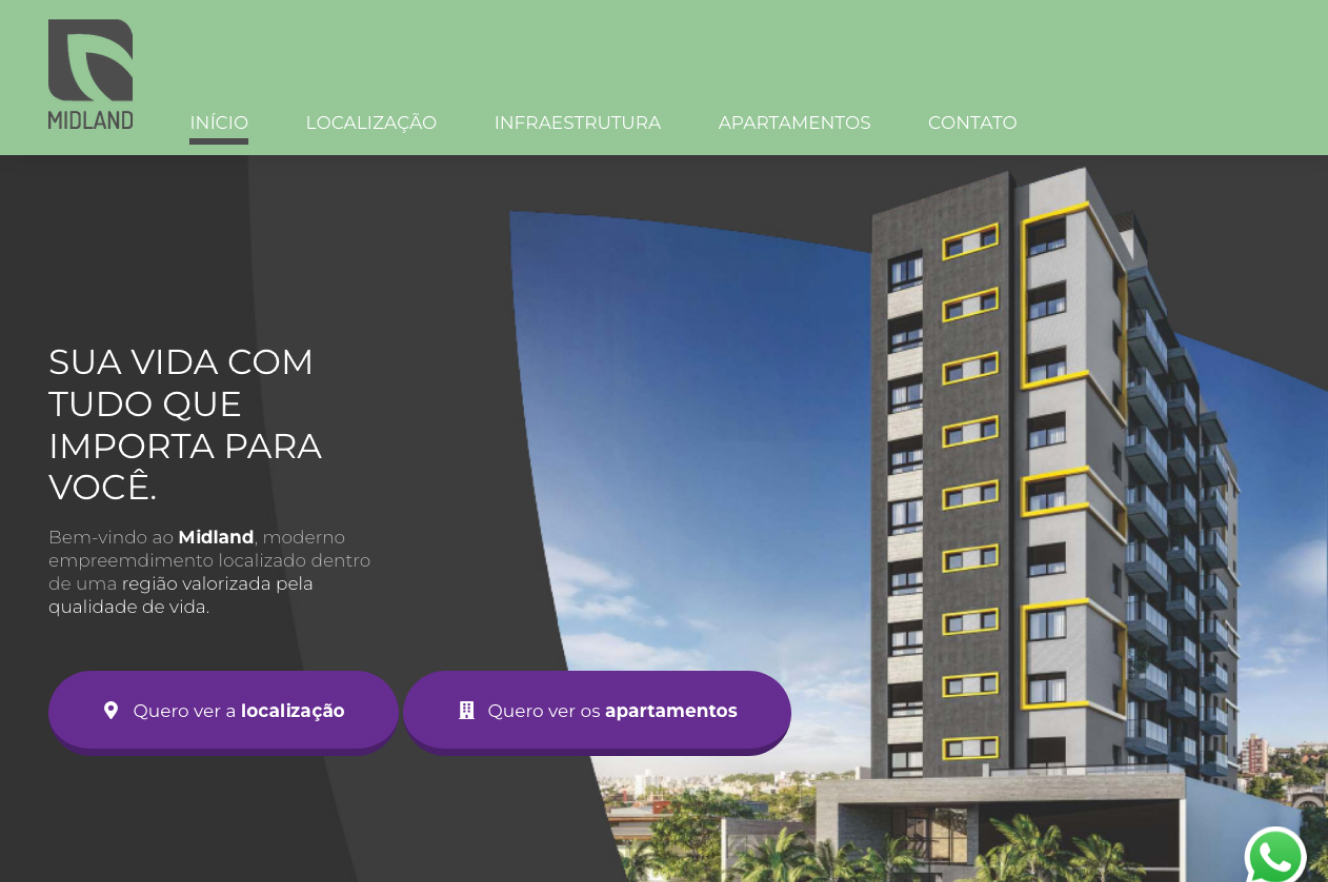 MIDLAND
INÍCIO LOCALIZAÇÃO INFRAESTRUTURA APARTAMENTOS CONTATO
SUA VIDA COM
TUDO QUE
IMPORTA PARA
VOCÊ.
Bem-vindo ao Midland, moderno
empreemdimento localizado dentro
de uma região valorizada pela
qualidade de vida.
Quero ver a localização
Quero ver os apartamentos